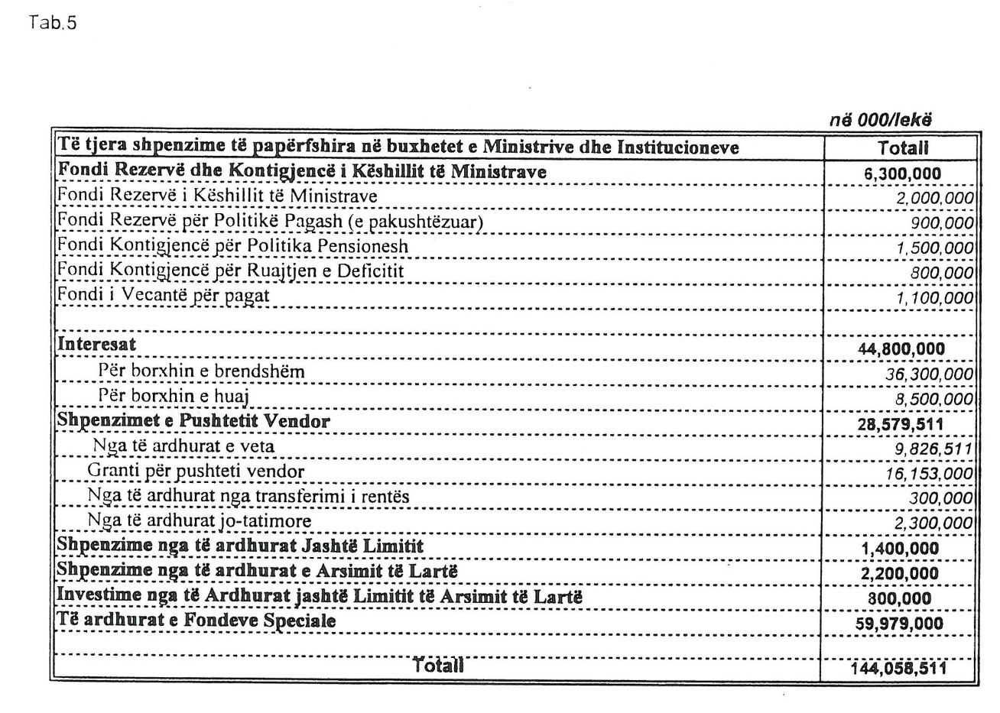 Tab.5
në 000/lekë
Të tjera shpenzime të papërfshira në buxhetet e Ministrive dhe Institucioneve Totali
Fondi Rezervë dhe Kontigjencë i Këshillit të Ministrave 6,300,000
Fondi Rezervë i Këshillit të Ministrave 2,000,000
Fondi Rezervë për Politikë Pagash (e pakushtëzuar) 900,000
Fondi Kontigjencë për Politika Pensionesh 1,500,000
Fondi Kontigjencë për Ruajtjen e Deficitit 800,000
Fondi i Vecantë për pagat 1,100,000
Interesat 44,800,000
Për borxhin e brendshëm 36,300,000
Për borxhin e huaj 8,500,000
Shpenzimet e Pushtetit Vendor 28,579,511
Nga të ardhurat e veta 9,826,511
Granti për pushteti vendor 16,153,000
Nga të ardhurat nga transferimi i rentës 300,000
Nga të ardhurat jo-tatimore 2,300,000
Shpenzime nga të ardhurat Jashtë Limitit 1,400,000
Shpenzime nga të ardhurat e Arsimit të Lartë 2,200,000
Investime nga të Ardhurat jashtë Limitit të Arsimit të Lartë 800,000
Të ardhurat e Fondeve Speciale 59,979,000
Totali 144,058,511